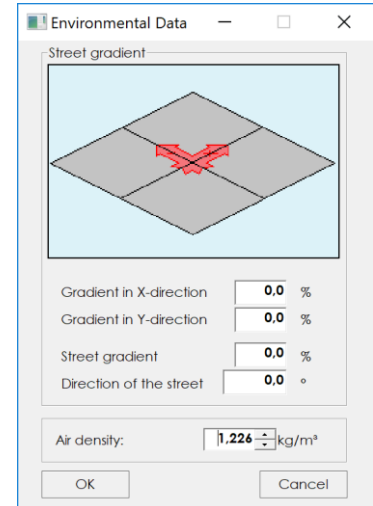 Environmental Data
Street gradient
Gradient in X-direction 0,0 %
Gradient in Y-direction 0,0 %
Street gradient 0,0 %
Direction of the street 0,0 °
Air density: 1,226 kg/m³
OK Cancel